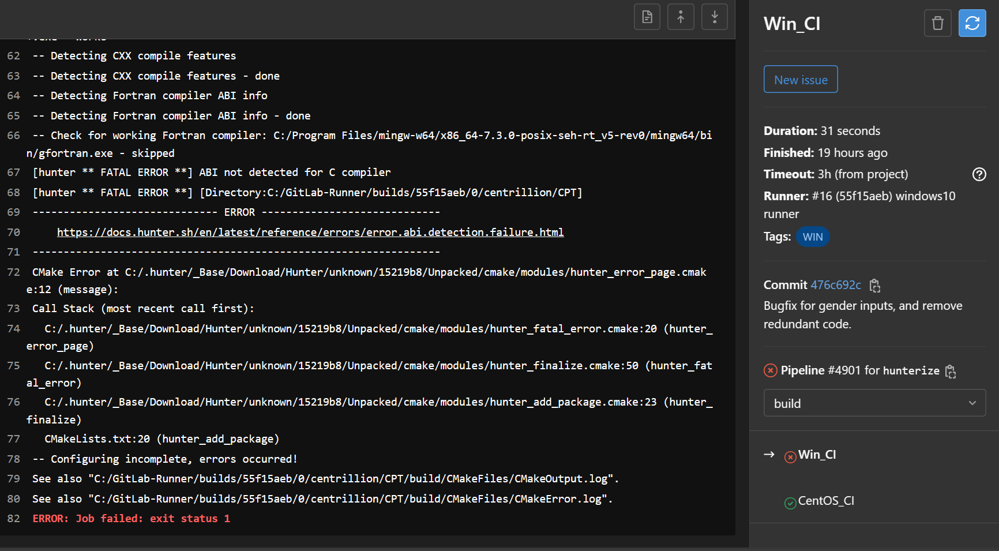 62 -- Detecting CXX compile features
63 -- Detecting CXX compile features - done
64 -- Detecting Fortran compiler ABI info
65 -- Detecting Fortran compiler ABI info - done
66 -- Check for working Fortran compiler: C:/Program Files/mingw-w64/x86_64-7.3.0-posix-seh-rt_v5-rev0/mingw64/bi
n/gfortran.exe - skipped
67 [hunter ** FATAL ERROR **] ABI not detected for C compiler
68 [hunter ** FATAL ERROR **] [Directory:C:/GitLab-Runner/builds/55f15aeb/0/centrillion/CPT]
69 ------------------------------ ERROR -----------------------------
70 https://docs.hunter.sh/en/latest/reference/errors/error.abi.detection.failure.html
71 ------------------------------------------------------------------
72 CMake Error at C:/.hunter/_Base/Download/Hunter/unknown/15219b8/Unpacked/cmake/modules/hunter_error_page.cmak
e:12 (message):
73 Call Stack (most recent call first):
74 C:/.hunter/_Base/Download/Hunter/unknown/15219b8/Unpacked/cmake/modules/hunter_fatal_error.cmake:20 (hunter_
error_page)
75 C:/.hunter/_Base/Download/Hunter/unknown/15219b8/Unpacked/cmake/modules/hunter_finalize.cmake:50 (hunter_fat
al_error)
76 C:/.hunter/_Base/Download/Hunter/unknown/15219b8/Unpacked/cmake/modules/hunter_add_package.cmake:23 (hunter_
finalize)
77 CMakeLists.txt:20 (hunter_add_package)
78 -- Configuring incomplete, errors occurred!
79 See also "C:/GitLab-Runner/builds/55f15aeb/0/centrillion/CPT/build/CMakeFiles/CMakeOutput.log".
80 See also "C:/GitLab-Runner/builds/55f15aeb/0/centrillion/CPT/build/CMakeFiles/CMakeError.log".
82 ERROR: Job failed: exit status 1
Win_CI
New issue
Duration: 31 seconds
Finished: 19 hours ago
Timeout: 3h (from project)
Runner: #16 (55f15aeb) windows10
runner
Tags: WIN
Commit 476c692c
Bugfix for gender inputs, and remove
redundant code.
Pipeline #4901 for hunterize
build
→ Win_CI
CentOS_CI